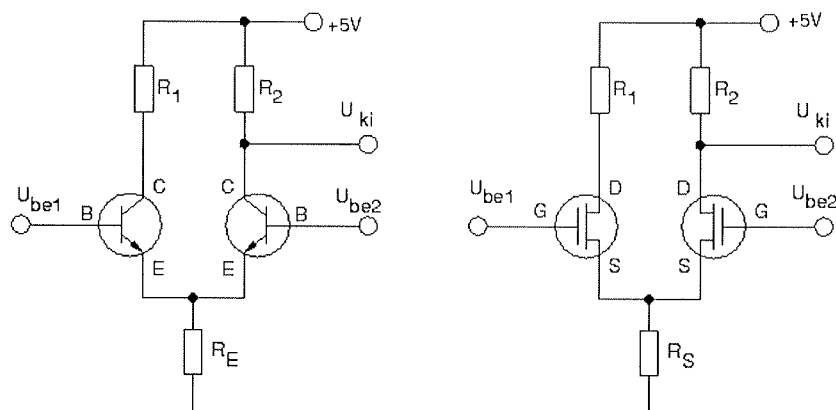 +5V
R1
R2
Uki
Ube1
B
C
E
C
B
E
Ube2
RE
+5V
R1
R2
Uki
Ube1
G
D
S
D
G
S
Ube2
RS